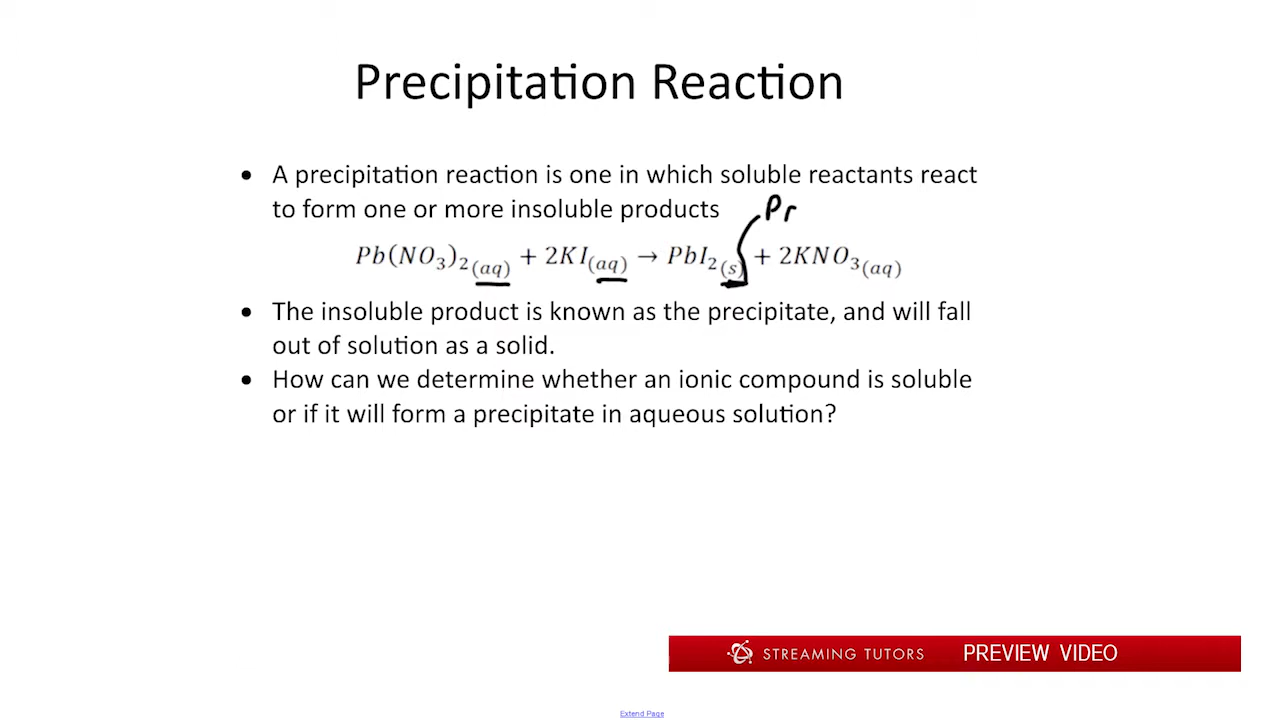 Precipitation Reaction
• A precipitation reaction is one in which soluble reactants react
to form one or more insoluble products
Pr
Pb(NO₃)₂(aq) + 2KI(aq) → PbI₂(s) + 2KNO₃(aq)
• The insoluble product is known as the precipitate, and will fall
out of solution as a solid.
• How can we determine whether an ionic compound is soluble
or if it will form a precipitate in aqueous solution?
STREAMING TUTORS PREVIEW VIDEO
Extend Page